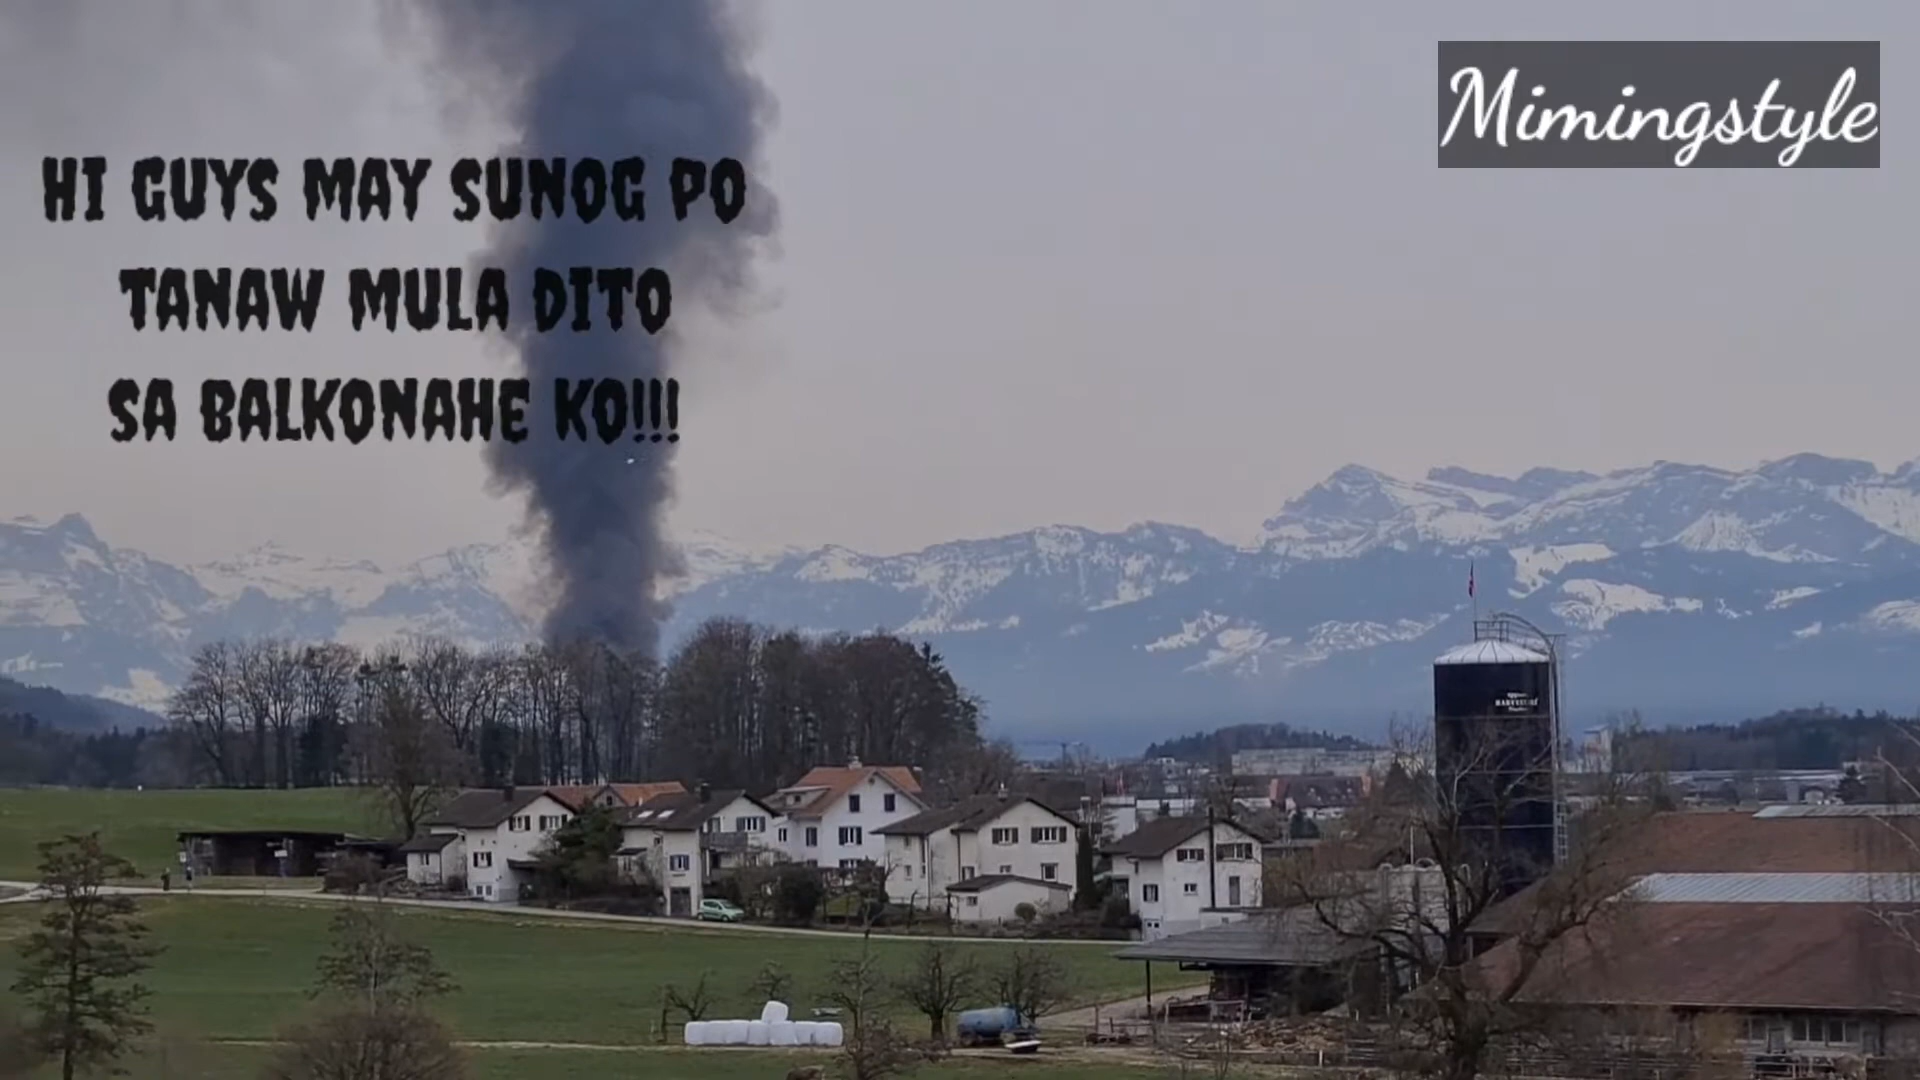 HI GUYS MAY SUNOG PO
TANAW MULA DITO
SA BALKONAHE KO!!!
Mimingstyle